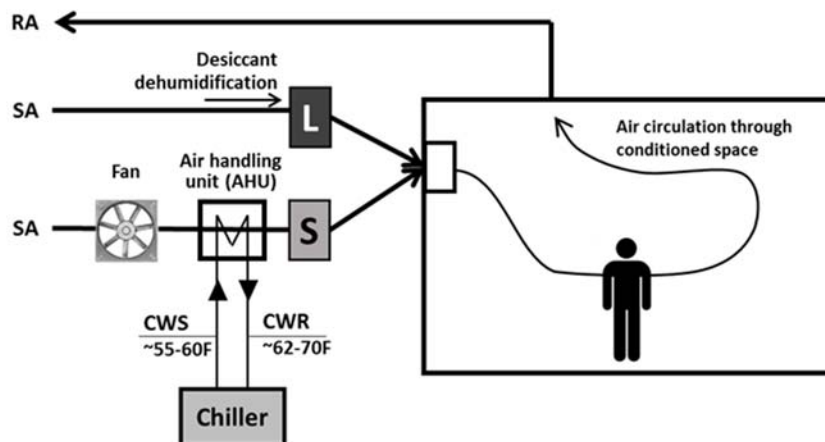 RA
Desiccant
dehumidification
SA
L
Air circulation through
conditioned space
Fan
Air handling
unit (AHU)
SA
S
CWS
~55-60F
CWR
~62-70F
Chiller